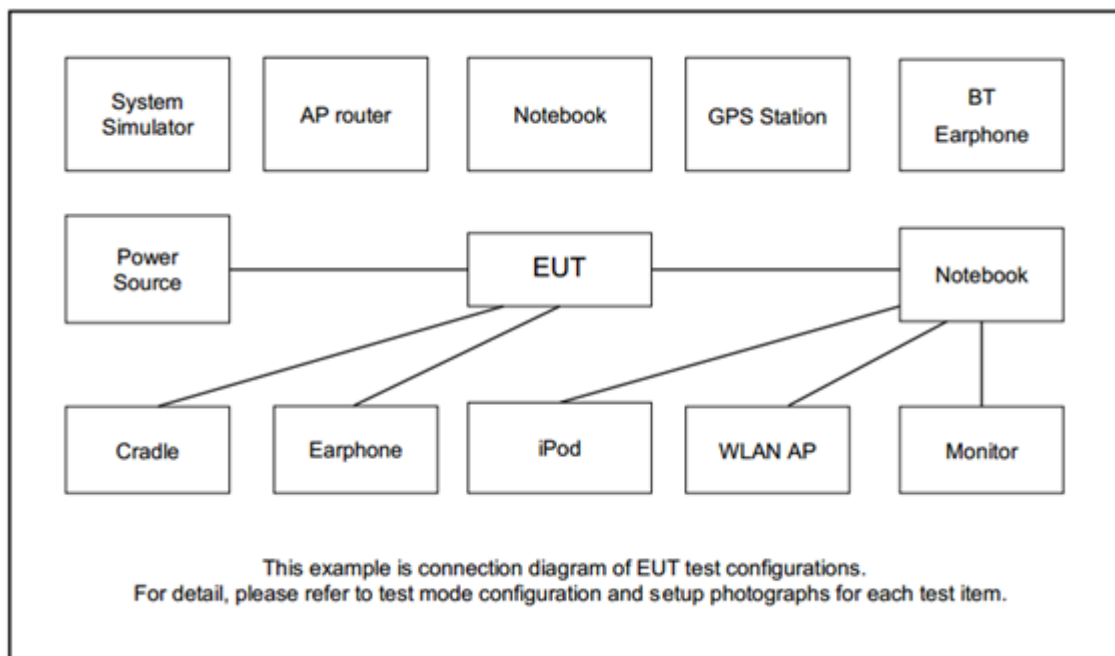 System
Simulator
AP router
Notebook
GPS Station
BT
Earphone
Power
Source
EUT
Notebook
Cradle
Earphone
iPod
WLAN AP
Monitor
This example is connection diagram of EUT test configurations.
For detail, please refer to test mode configuration and setup photographs for each test item.